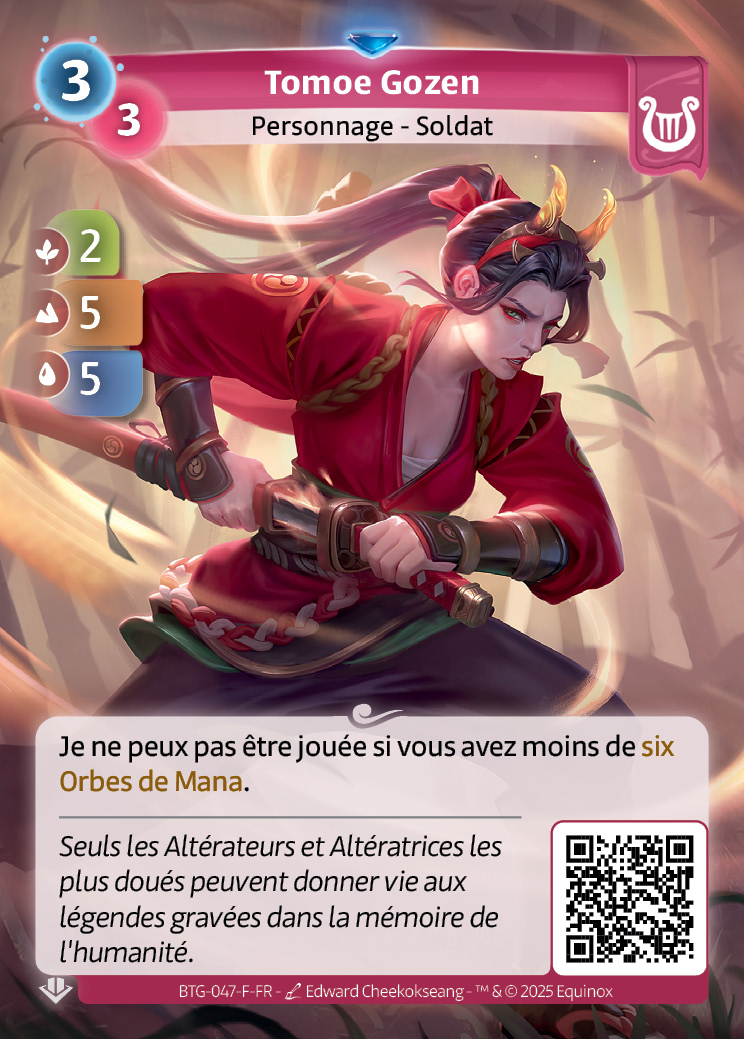 3
Tomoe Gozen
3
Personnage - Soldat
2
5
5
Je ne peux pas être jouée si vous avez moins de six
Orbes de Mana.
Seuls les Altérateurs et Altératrices les
plus doués peuvent donner vie aux
légendes gravées dans la mémoire de
l'humanité.
BTG-047-F-FR - Edward Cheekokseang - ™ & © 2025 Equinox